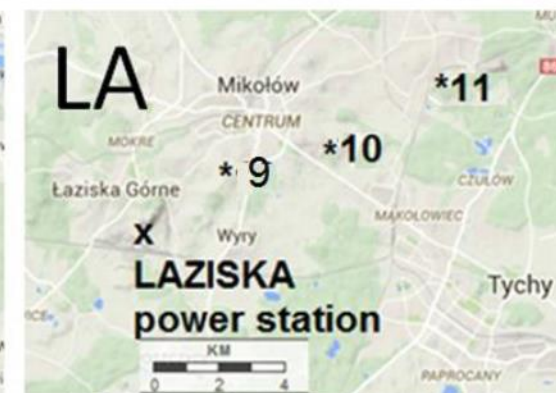 LA
Mikołów
CENTRUM
*11
MOKRE
*10
* 9
CZUŁÓW
Łaziska Górne
MĄKOŁOWIEC
x
Wyry
LAZISKA
power station
Tychy
KM
0 2 4
PAPROCANY